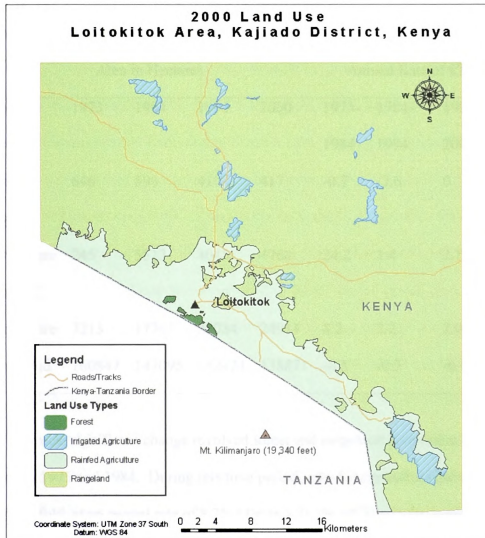 2000 Land Use
Loitokitok Area, Kajiado District, Kenya
N
W E
S
Loitokitok
KENYA
Legend
Roads/Tracks
Kenya-Tanzania Border
Land Use Types
Forest
Irrigated Agriculture
Rainfed Agriculture
Rangeland
Mt. Kilimanjaro (19,340 feet)
TANZANIA
Coordinate System: UTM Zone 37 South
Datum: WGS 84
0 2 4 8 12 16
Kilometers